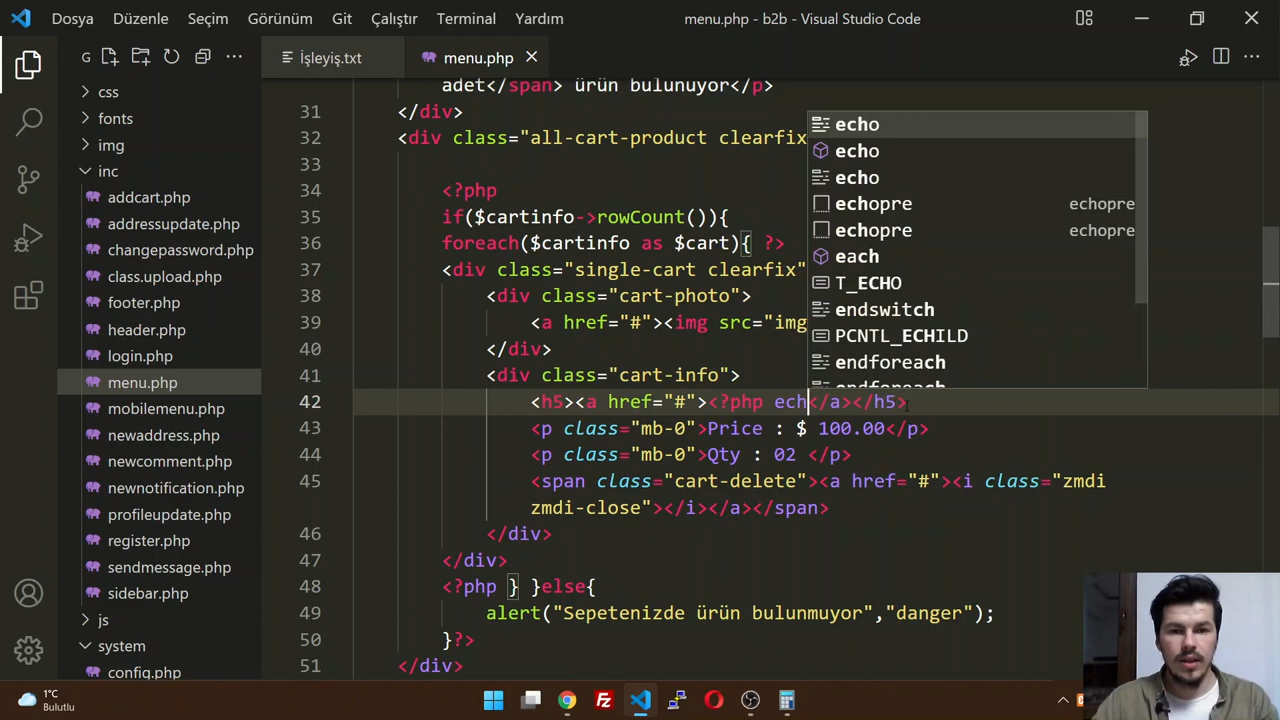 Dosya Düzenle Seçim Görünüm Git Çalıştır Terminal Yardım menu.php - b2b - Visual Studio Code
G ... İşleyiş.txt menu.php
css
fonts
img
inc
addcart.php
addressupdate.php
changepassword.php
class.upload.php
footer.php
header.php
login.php
menu.php
mobilemenu.php
newaddress.php
newcomment.php
newnotification.php
profileupdate.php
register.php
sendmessage.php
sidebar.php
js
system
config.php
adet</span> ürün bulunuyor</p>
31 </div>
32 <div class="all-cart-product clearfix
33
34 <?php
35 if($cartinfo->rowCount()){
36 foreach($cartinfo as $cart){ ?>
37 <div class="single-cart clearfix"
38 <div class="cart-photo">
39 <a href="#"><img src="img
40 </div>
41 <div class="cart-info">
42 <h5><a href="#"><?php ech</a></h5>
43 <p class="mb-0">Price : $ 100.00</p>
44 <p class="mb-0">Qty : 02 </p>
45 <span class="cart-delete"><a href="#"><i class="zmdi
zmdi-close"></i></a></span>
46 </div>
47 </div>
48 <?php } }else{
49 alert("Sepetenizde ürün bulunmuyor","danger");
50 }?>
51 </div>
echo
echo
echo
echopre echopre
echopre echopre
each
T_ECHO
endswitch
PCNTL_ECHILD
endforeach
endforeach
1°C
Bulutlu